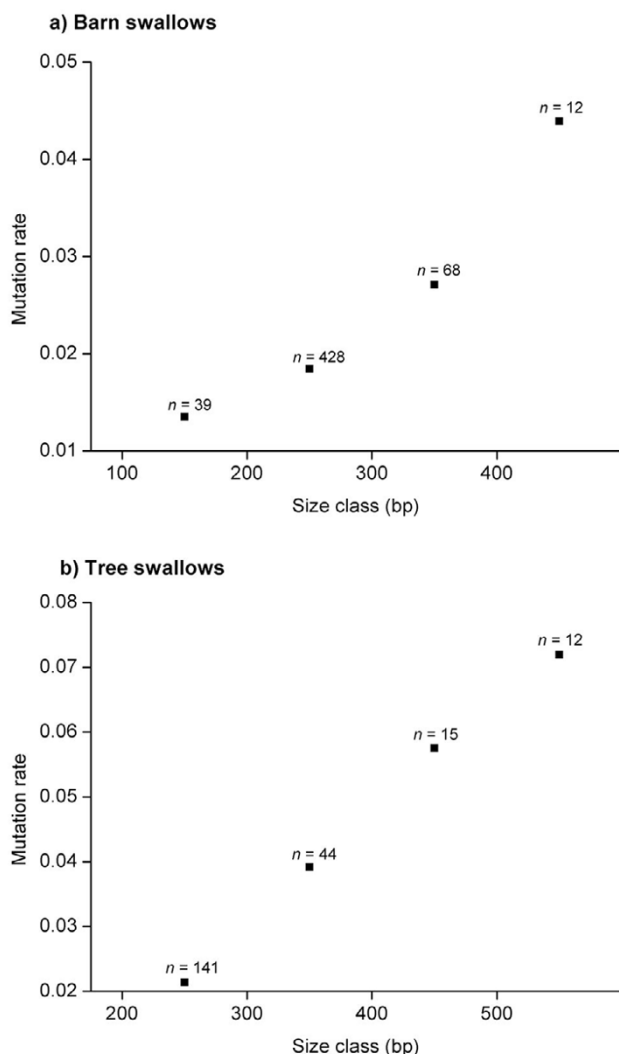 a) Barn swallows
0.05
n = 12
0.04
Mutation rate
0.03
n = 68
0.02
n = 428
n = 39
0.01
100 200 300 400
Size class (bp)
b) Tree swallows
0.08
n = 12
0.07
n = 15
0.06
Mutation rate
0.05
n = 44
0.04
0.03
n = 141
0.02
200 300 400 500
Size class (bp)